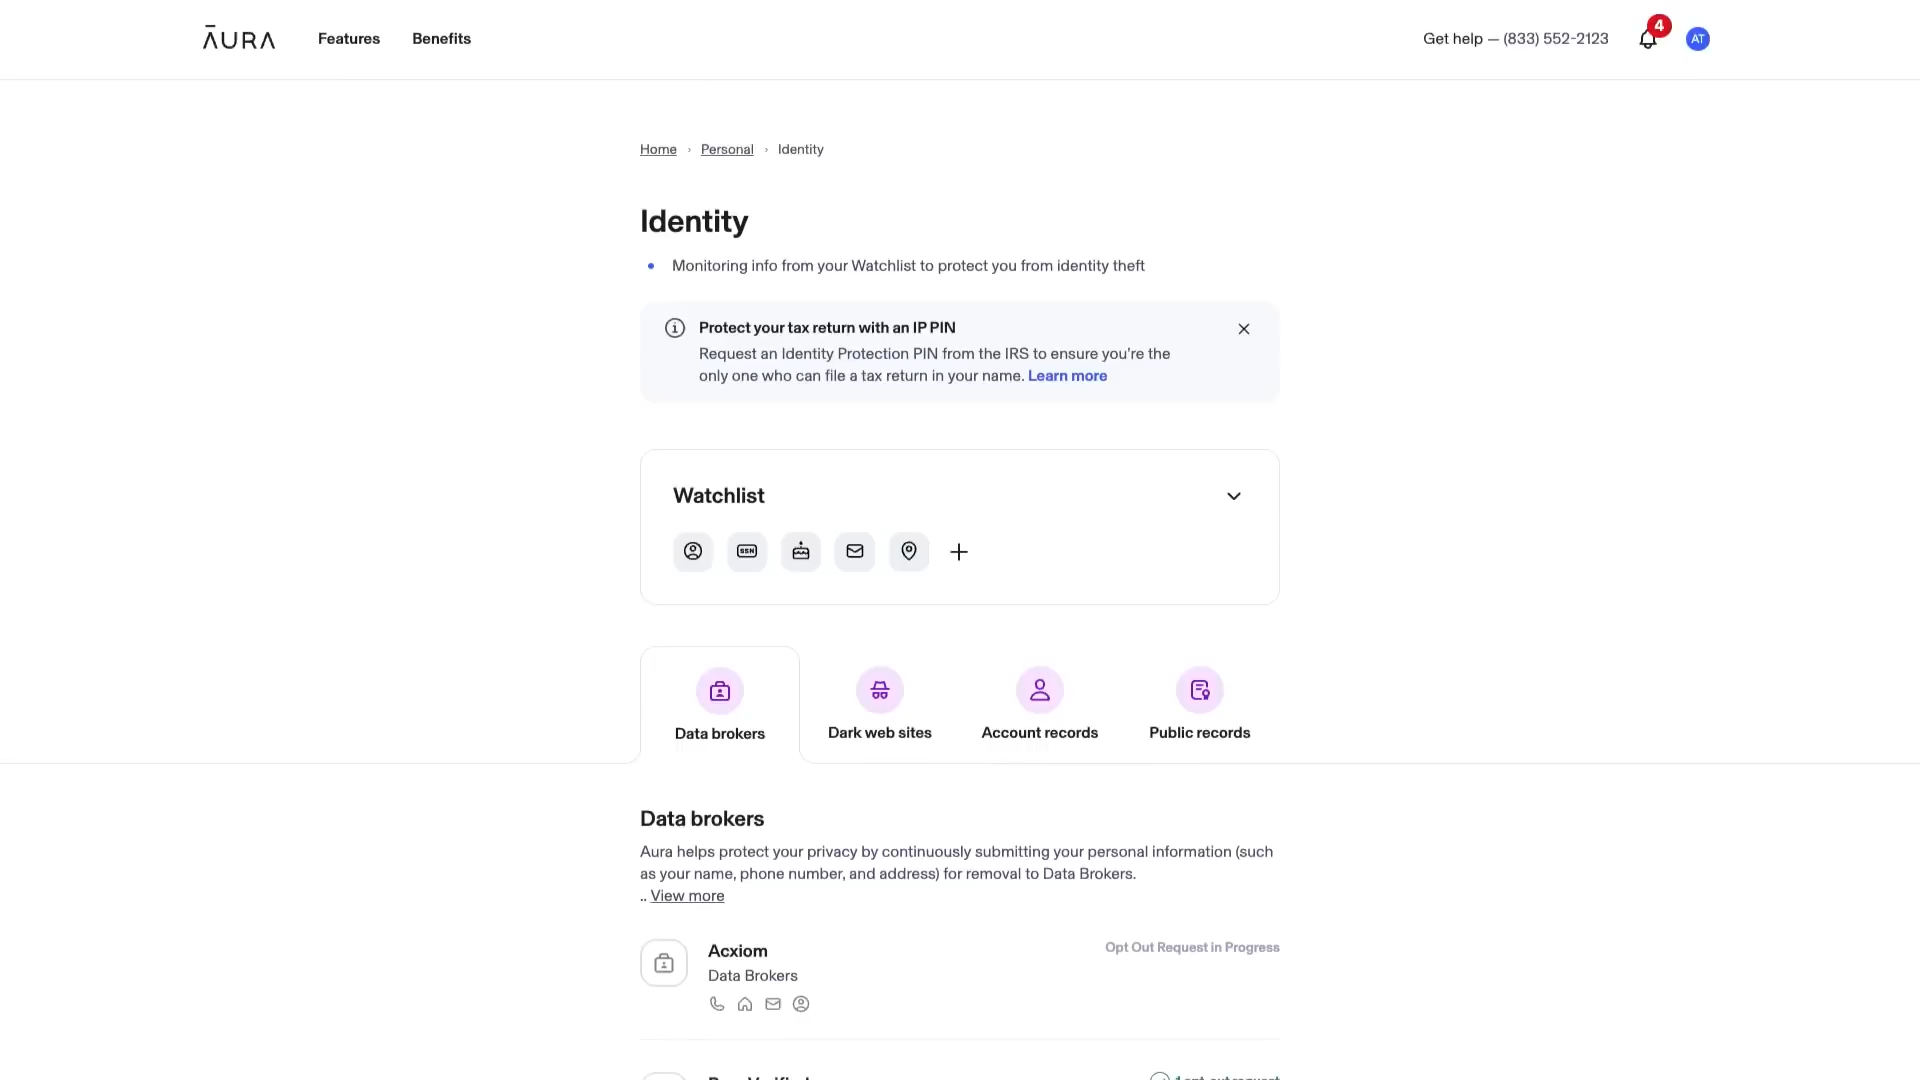 ĀURA
Features
Benefits
Get help — (833) 552-2123
4
AT
Home › Personal › Identity
Identity
• Monitoring info from your Watchlist to protect you from identity theft
Protect your tax return with an IP PIN
Request an Identity Protection PIN from the IRS to ensure you're the
only one who can file a tax return in your name. Learn more
Watchlist
SSN
Data brokers
Dark web sites
Account records
Public records
Data brokers
Aura helps protect your privacy by continuously submitting your personal information (such
as your name, phone number, and address) for removal to Data Brokers.
.. View more
Acxiom
Opt Out Request in Progress
Data Brokers